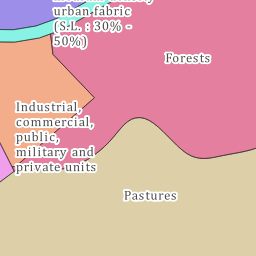 urban fabric
(S.L. : 30% -
50%)
Forests
Industrial,
commercial,
public,
military and
private units
Pastures